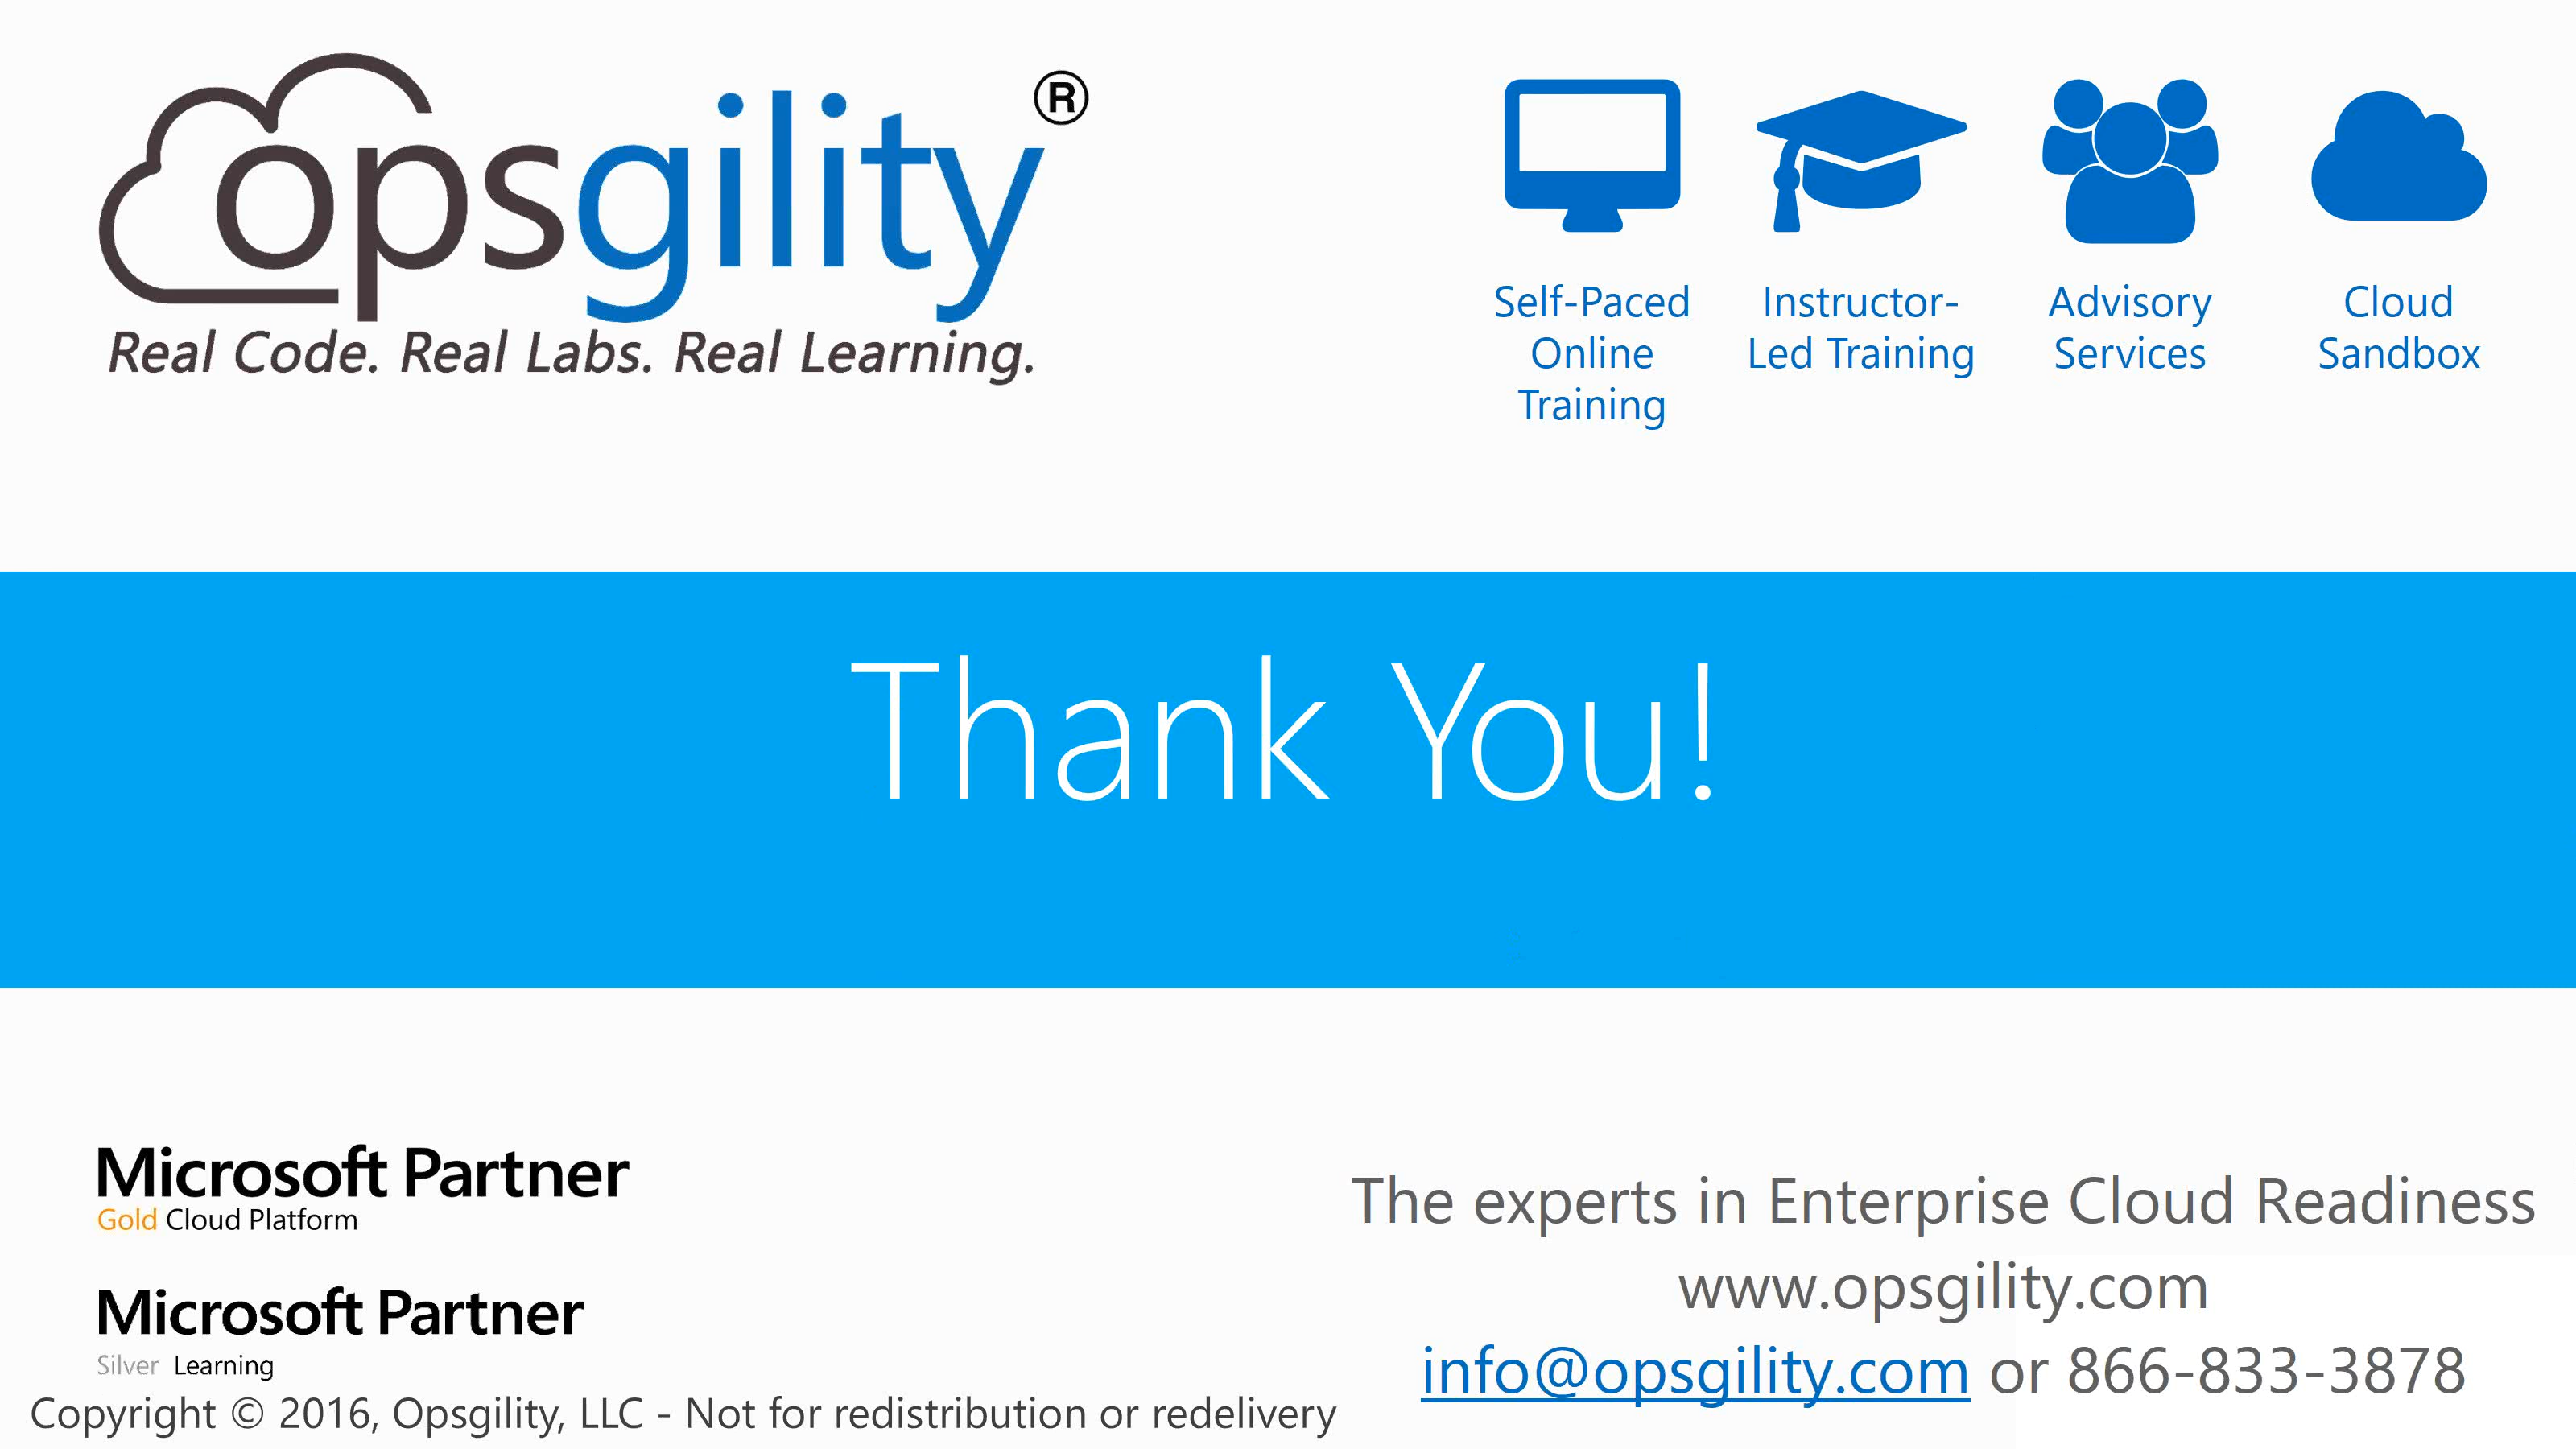 opsgility®
Real Code. Real Labs. Real Learning.
Self-Paced
Online
Training
Instructor-
Led Training
Advisory
Services
Cloud
Sandbox
Thank You!
Microsoft Partner
Gold Cloud Platform
Microsoft Partner
Silver Learning
Copyright © 2016, Opsgility, LLC - Not for redistribution or redelivery
The experts in Enterprise Cloud Readiness
www.opsgility.com
info@opsgility.com or 866-833-3878